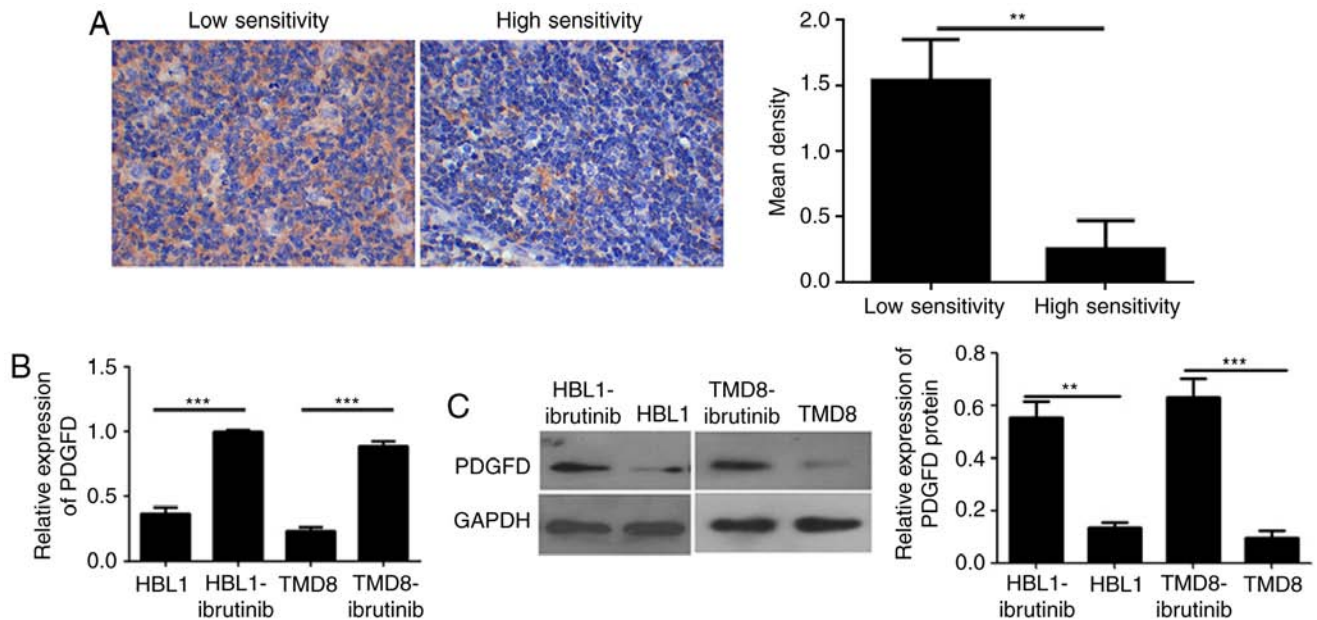 A
Low sensitivity
High sensitivity
Mean density
2.0
1.5
1.0
0.5
0.0
**
Low sensitivity
High sensitivity
B
Relative expression
of PDGFD
1.5
1.0
0.5
0.0
***
***
HBL1
HBL1-
ibrutinib
TMD8
TMD8-
ibrutinib
C
HBL1-
ibrutinib
HBL1
TMD8-
ibrutinib
TMD8
PDGFD
GAPDH
Relative expression of
PDGFD protein
0.8
0.6
0.4
0.2
0.0
**
***
HBL1-
ibrutinib
HBL1
TMD8-
ibrutinib
TMD8